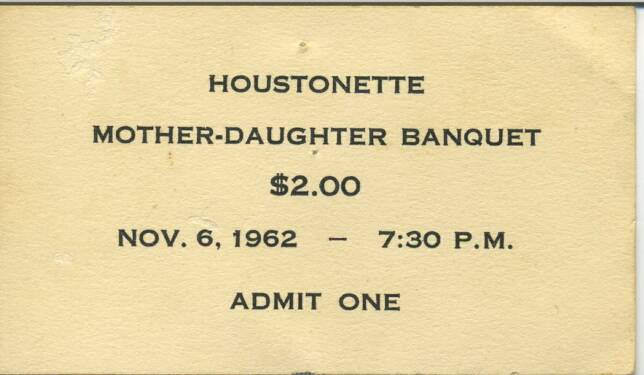 HOUSTONETTE
MOTHER-DAUGHTER BANQUET
$2.00
NOV. 6, 1962 — 7:30 P.M.
ADMIT ONE